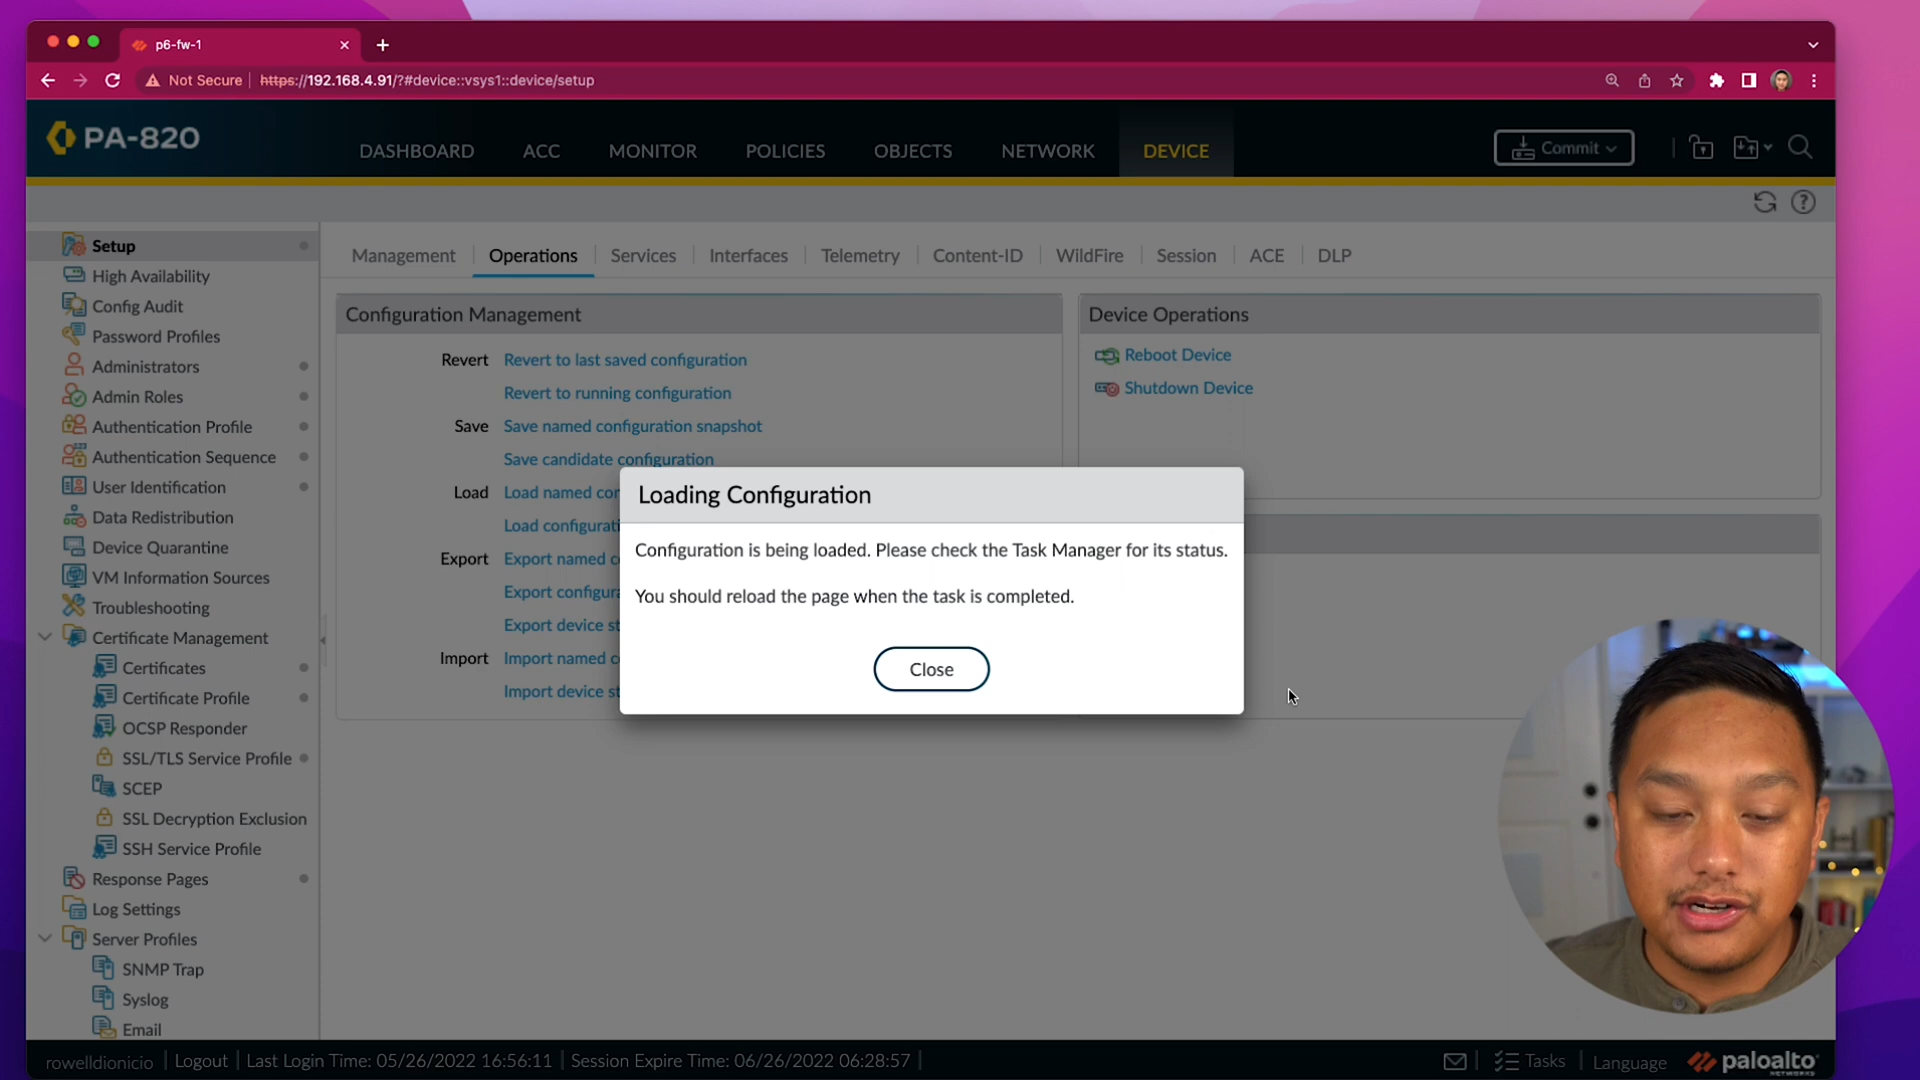 p6-fw-1
Not Secure https://192.168.4.91/?#device::vsys1::device/setup
PA-820
DASHBOARD ACC MONITOR POLICIES OBJECTS NETWORK DEVICE
Commit
Setup
High Availability
Config Audit
Password Profiles
Administrators
Admin Roles
Authentication Profile
Authentication Sequence
User Identification
Data Redistribution
Device Quarantine
VM Information Sources
Troubleshooting
Certificate Management
Certificates
Certificate Profile
OCSP Responder
SSL/TLS Service Profile
SCEP
SSL Decryption Exclusion
SSH Service Profile
Response Pages
Log Settings
Server Profiles
SNMP Trap
Syslog
Email
Management Operations Services Interfaces Telemetry Content-ID WildFire Session ACE DLP
Configuration Management
Revert Revert to last saved configuration
Revert to running configuration
Save Save named configuration snapshot
Save candidate configuration
Load Load named
Load
Export Export named
Export
Export device
Import Import named
Import device
Device Operations
Reboot Device
Shutdown Device
Loading Configuration
Configuration is being loaded. Please check the Task Manager for its status.
You should reload the page when the task is completed.
Close
rowelldionicio Logout Last Login Time: 05/26/2022 16:56:11 Session Expire Time: 06/26/2022 06:28:57
Tasks Language paloalto
NETWORKS